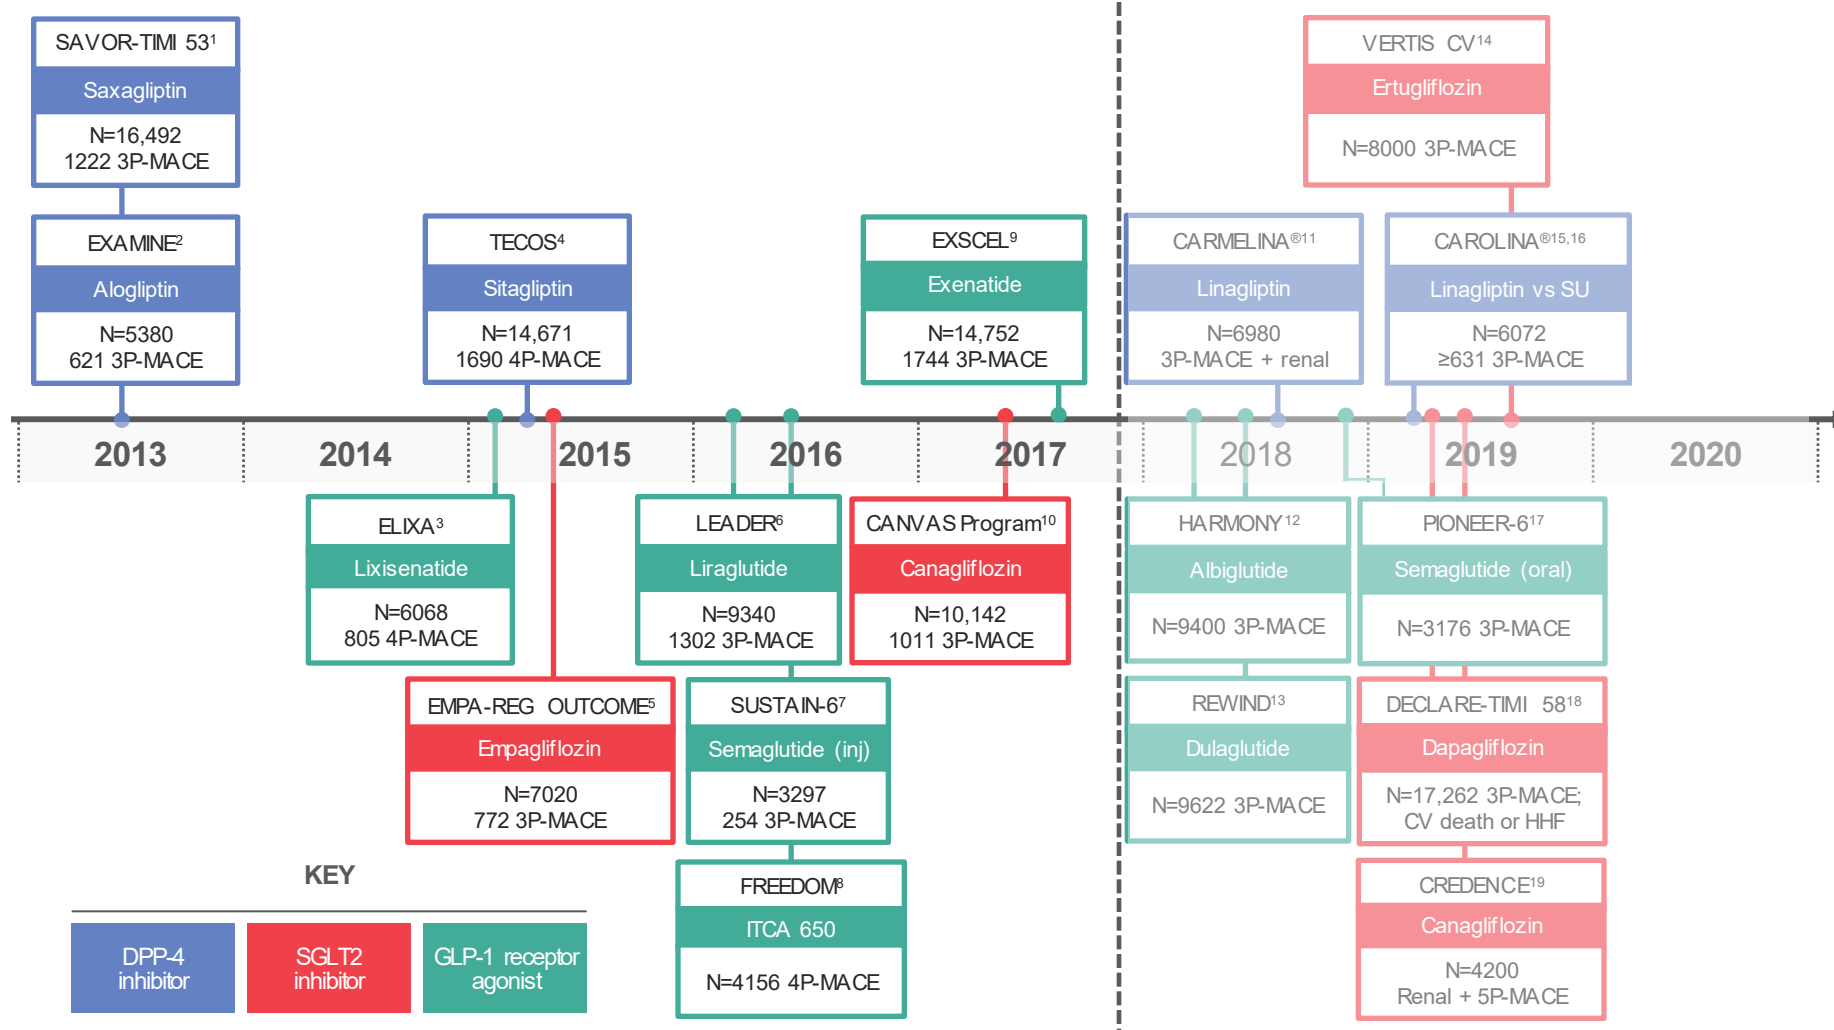 SAVOR-TIMI 53¹
Saxagliptin
N=16,492
1222 3P-MACE
EXAMINE²
Alogliptin
N=5380
621 3P-MACE
TECOS⁴
Sitagliptin
N=14,671
1690 4P-MACE
EXSCEL⁹
Exenatide
N=14,752
1744 3P-MACE
VERTIS CV¹⁴
Ertugliflozin
N=8000 3P-MACE
CARMELINA®¹¹
Linagliptin
N=6980
3P-MACE + renal
CAROLINA®¹⁵,¹⁶
Linagliptin vs SU
N=6072
≥631 3P-MACE
2013
2014
2015
2016
2017
2018
2019
2020
ELIXA³
Lixisenatide
N=6068
805 4P-MACE
EMPA-REG OUTCOME⁵
Empagliflozin
N=7020
772 3P-MACE
LEADER⁶
Liraglutide
N=9340
1302 3P-MACE
SUSTAIN-6⁷
Semaglutide (inj)
N=3297
254 3P-MACE
FREEDOM⁸
ITCA 650
N=4156 4P-MACE
CANVAS Program¹⁰
Canagliflozin
N=10,142
1011 3P-MACE
HARMONY¹²
Albiglutide
N=9400 3P-MACE
REWIND¹³
Dulaglutide
N=9622 3P-MACE
PIONEER-6¹⁷
Semaglutide (oral)
N=3176 3P-MACE
DECLARE-TIMI 58¹⁸
Dapagliflozin
N=17,262 3P-MACE;
CV death or HHF
CREDENCE¹⁹
Canagliflozin
N=4200
Renal + 5P-MACE
KEY
DPP-4
inhibitor
SGLT2
inhibitor
GLP-1 receptor
agonist